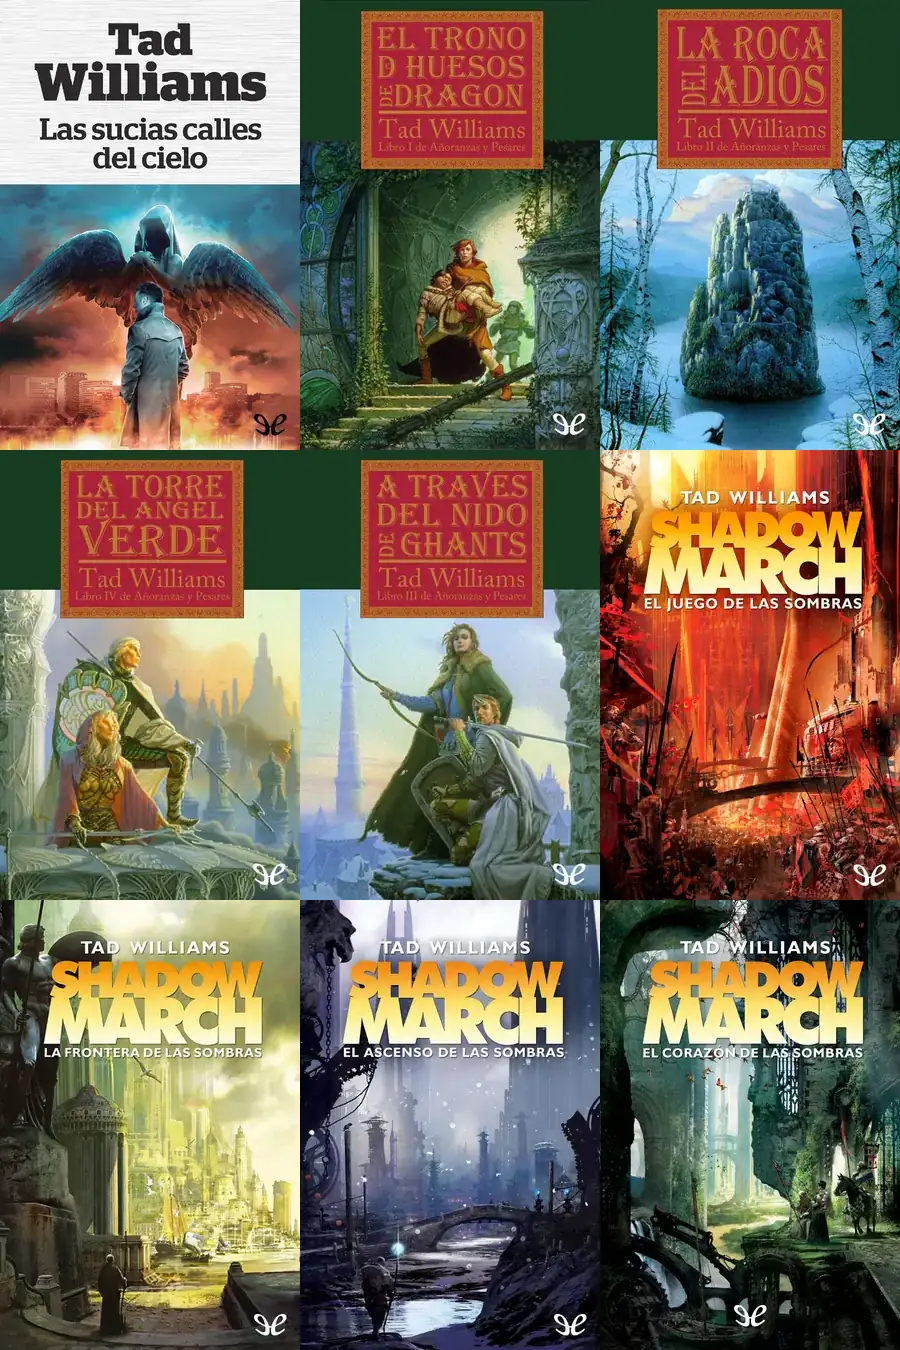 Tad
Williams
Las sucias calles
del cielo
EL TRONO
D HUESOS
DE DRAGON
Tad Williams
Libro I de Añoranzas y Pesares
LA ROCA
DEL ADIOS
Tad Williams
Libro II de Añoranzas y Pesares
LA TORRE
DEL ANGEL
VERDE
Tad Williams
Libro IV de Añoranzas y Pesares
A TRAVÉS
DEL NIDO
DE GHANTS
Tad Williams
Libro III de Añoranzas y Pesares
TAD WILLIAMS
SHADOW
MARCH
EL JUEGO DE LAS SOMBRAS
TAD WILLIAMS
SHADOW
MARCH
LA FRONTERA DE LAS SOMBRAS
TAD WILLIAMS
SHADOW
MARCH
EL ASCENSO DE LAS SOMBRAS
TAD WILLIAMS
SHADOW
MARCH
EL CORAZÓN DE LAS SOMBRAS